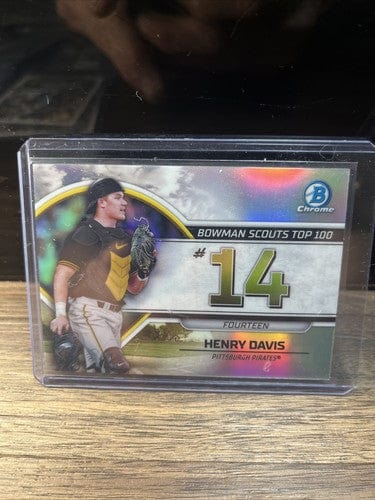 B
Chrome
BOWMAN SCOUTS TOP 100
#14
FOURTEEN
HENRY DAVIS
PITTSBURGH PIRATES®